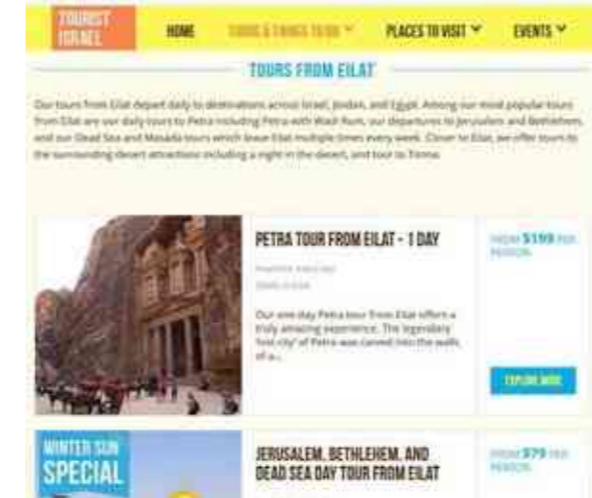 TOURIST
ISRAEL
HOME
TOURS & THINGS TO DO
PLACES TO VISIT
EVENTS
TOURS FROM EILAT
Our tours from Eilat depart daily to destinations across Israel, Jordan, and Egypt. Among our most popular tours
from Eilat are our daily tours to Petra including Petra with Wadi Rum, our departures to Jerusalem and Bethlehem,
and our Dead Sea and Masada tours which leave Eilat multiple times every week. Closer to Eilat, we offer tours to
the surrounding desert attractions including a night in the desert, and tour to Timna.
PETRA TOUR FROM EILAT - 1 DAY
FROM $199 PER
PERSON
Our one day Petra tour from Eilat offers a
truly amazing experience. The legendary
'lost city' of Petra was carved into the walls
of a...
EXPLORE MORE
WINTER SUN
SPECIAL
JERUSALEM, BETHLEHEM, AND
DEAD SEA DAY TOUR FROM EILAT
FROM $79 PER
PERSON